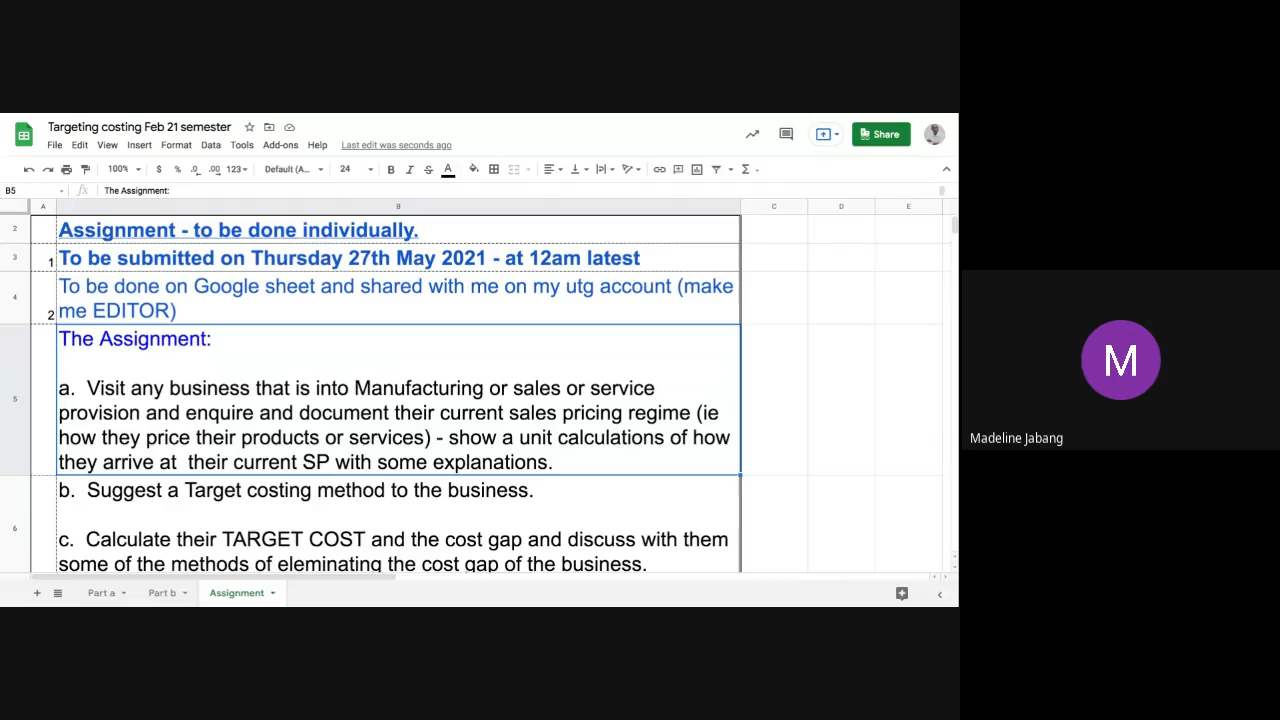 Targeting costing Feb 21 semester
File Edit View Insert Format Data Tools Add-ons Help Last edit was seconds ago
Share
100% $ % .0 .00 123 Default (A... 24 B I S A
B5 fx The Assignment:
A B C D E
2 Assignment - to be done individually.
3 1 To be submitted on Thursday 27th May 2021 - at 12am latest
To be done on Google sheet and shared with me on my utg account (make
4 2 me EDITOR)
The Assignment:
a. Visit any business that is into Manufacturing or sales or service
5 provision and enquire and document their current sales pricing regime (ie
how they price their products or services) - show a unit calculations of how
they arrive at their current SP with some explanations.
b. Suggest a Target costing method to the business.
6
c. Calculate their TARGET COST and the cost gap and discuss with them
some of the methods of eleminating the cost gap of the business.
Part a Part b Assignment
M
Madeline Jabang